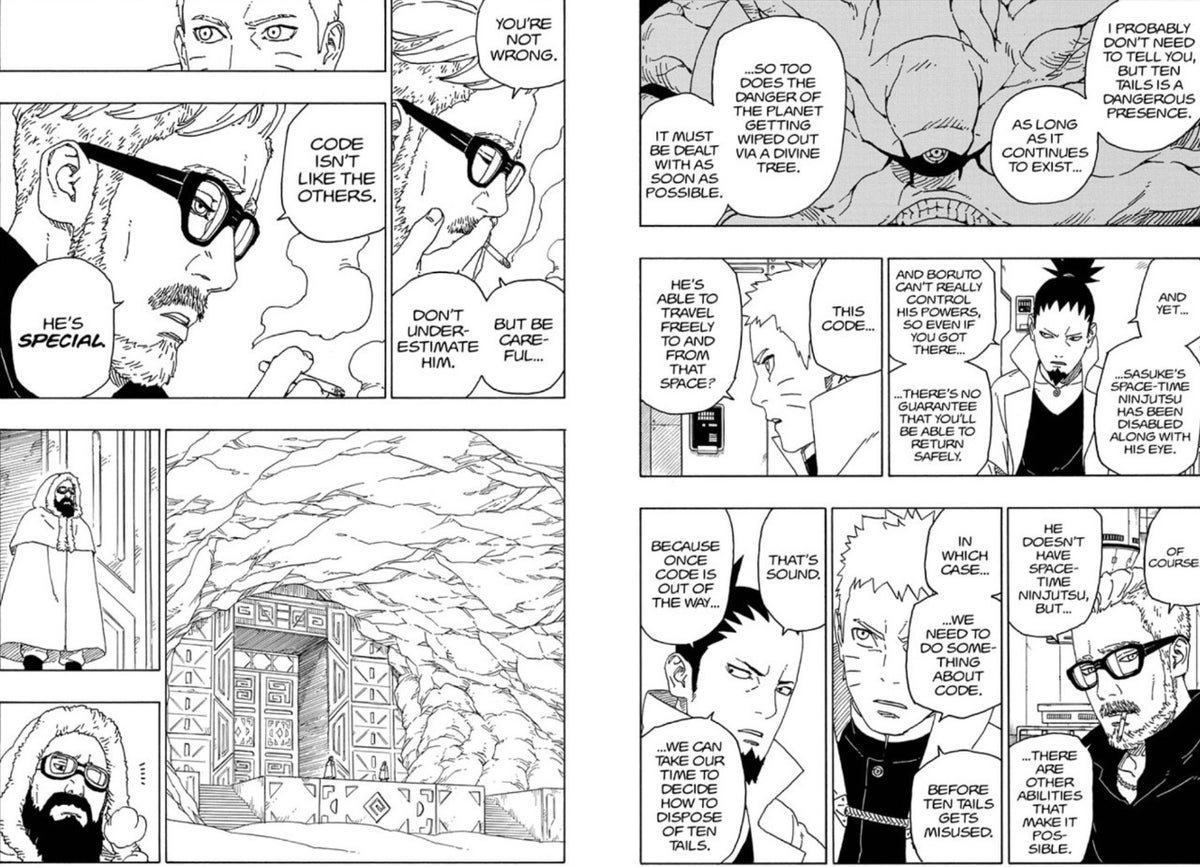 I PROBABLY
DON'T NEED
TO TELL YOU,
BUT TEN
TAILS IS A
DANGEROUS
PRESENCE.
AS LONG
AS IT
CONTINUES
TO EXIST...
...SO TOO
DOES THE
DANGER OF
THE PLANET
GETTING
WIPED OUT
VIA A DIVINE
TREE.
IT MUST
BE DEALT
WITH AS
SOON AS
POSSIBLE.
AND
YET...
...SASUKE'S
SPACE-TIME
NINJUTSU
HAS BEEN
DISABLED
ALONG WITH
HIS EYE.
AND BORUTO
CAN'T REALLY
CONTROL
HIS POWERS,
SO EVEN IF
YOU GOT
THERE...
...THERE'S NO
GUARANTEE
THAT YOU'LL
BE ABLE TO
RETURN
SAFELY.
THIS
CODE...
HE'S
ABLE TO
TRAVEL
FREELY
TO AND
FROM
THAT
SPACE?
OF
COURSE
HE
DOESN'T
HAVE
SPACE-
TIME
NINJUTSU,
BUT...
...THERE
ARE
OTHER
ABILITIES
THAT
MAKE IT
POS-
SIBLE.
IN
WHICH
CASE...
...WE
NEED TO
DO SOME-
THING
ABOUT
CODE.
BEFORE
TEN TAILS
GETS
MISUSED.
THAT'S
SOUND.
BECAUSE
ONCE
CODE IS
OUT OF
THE WAY...
...WE CAN
TAKE OUR
TIME TO
DECIDE
HOW TO
DISPOSE
OF TEN
TAILS.
YOU'RE
NOT
WRONG.
BUT BE
CARE-
FUL...
DON'T
UNDER-
ESTIMATE
HIM.
CODE
ISN'T
LIKE THE
OTHERS.
HE'S
SPECIAL.